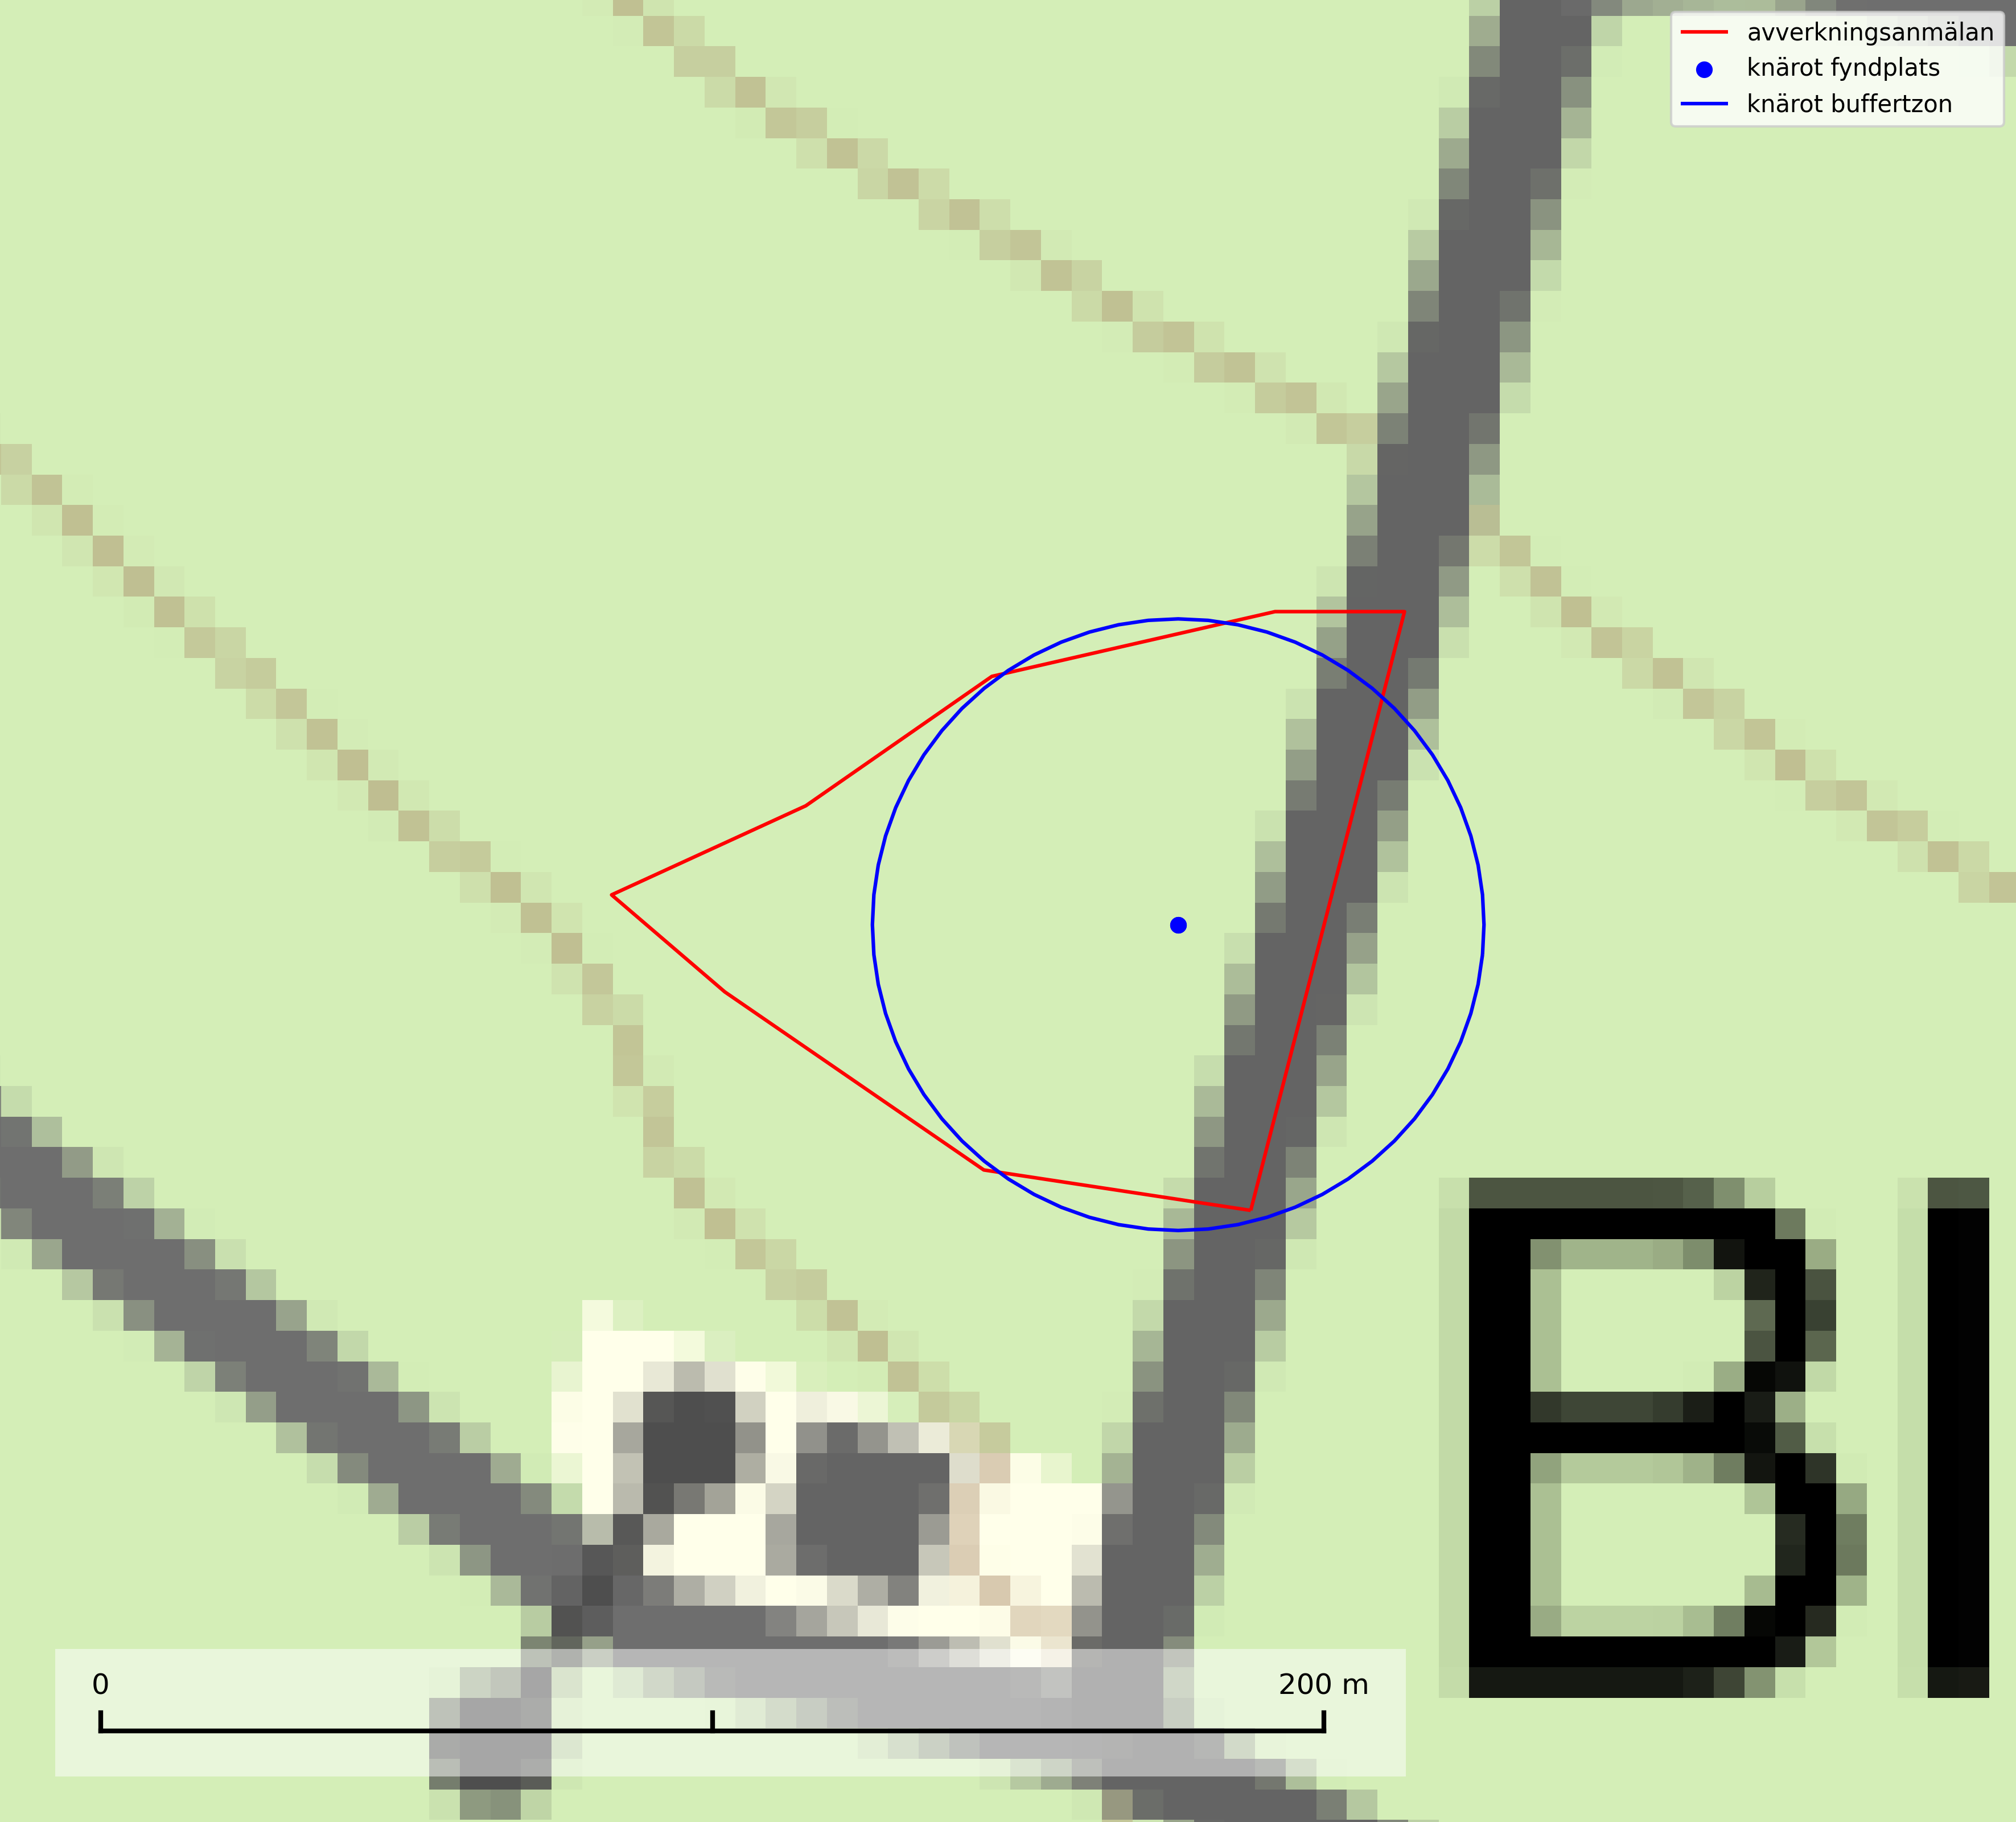 avverkningsanmälan
knärot fyndplats
knärot buffertzon
Bl
0 200 m